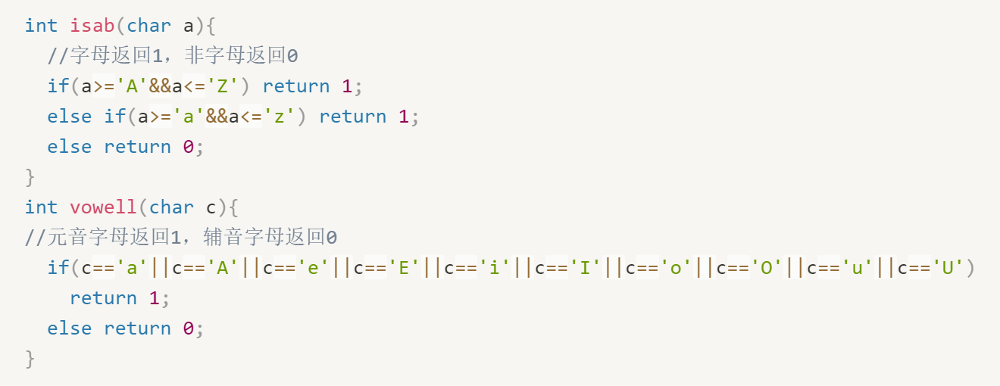 int isab(char a){
  //字母返回1，非字母返回0
  if(a>='A'&&a<='Z') return 1;
  else if(a>='a'&&a<='z') return 1;
  else return 0;
}
int vowell(char c){
//元音字母返回1，辅音字母返回0
  if(c=='a'||c=='A'||c=='e'||c=='E'||c=='i'||c=='I'||c=='o'||c=='O'||c=='u'||c=='U')
    return 1;
  else return 0;
}